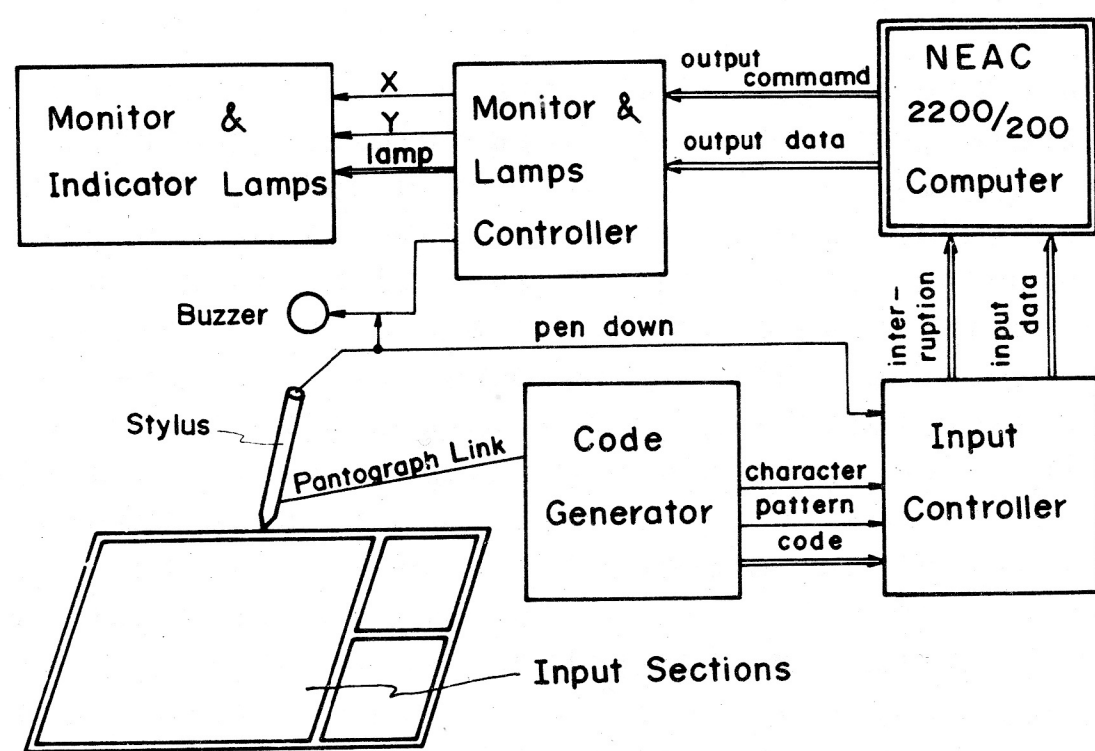 Monitor &
Indicator Lamps
X
Y
lamp
Monitor &
Lamps
Controller
output
commamd
output data
NEAC
2200/200
Computer
Buzzer
pen down
inter-
ruption
input
data
Stylus
Pantograph Link
Code
Generator
character
pattern
code
Input
Controller
Input Sections